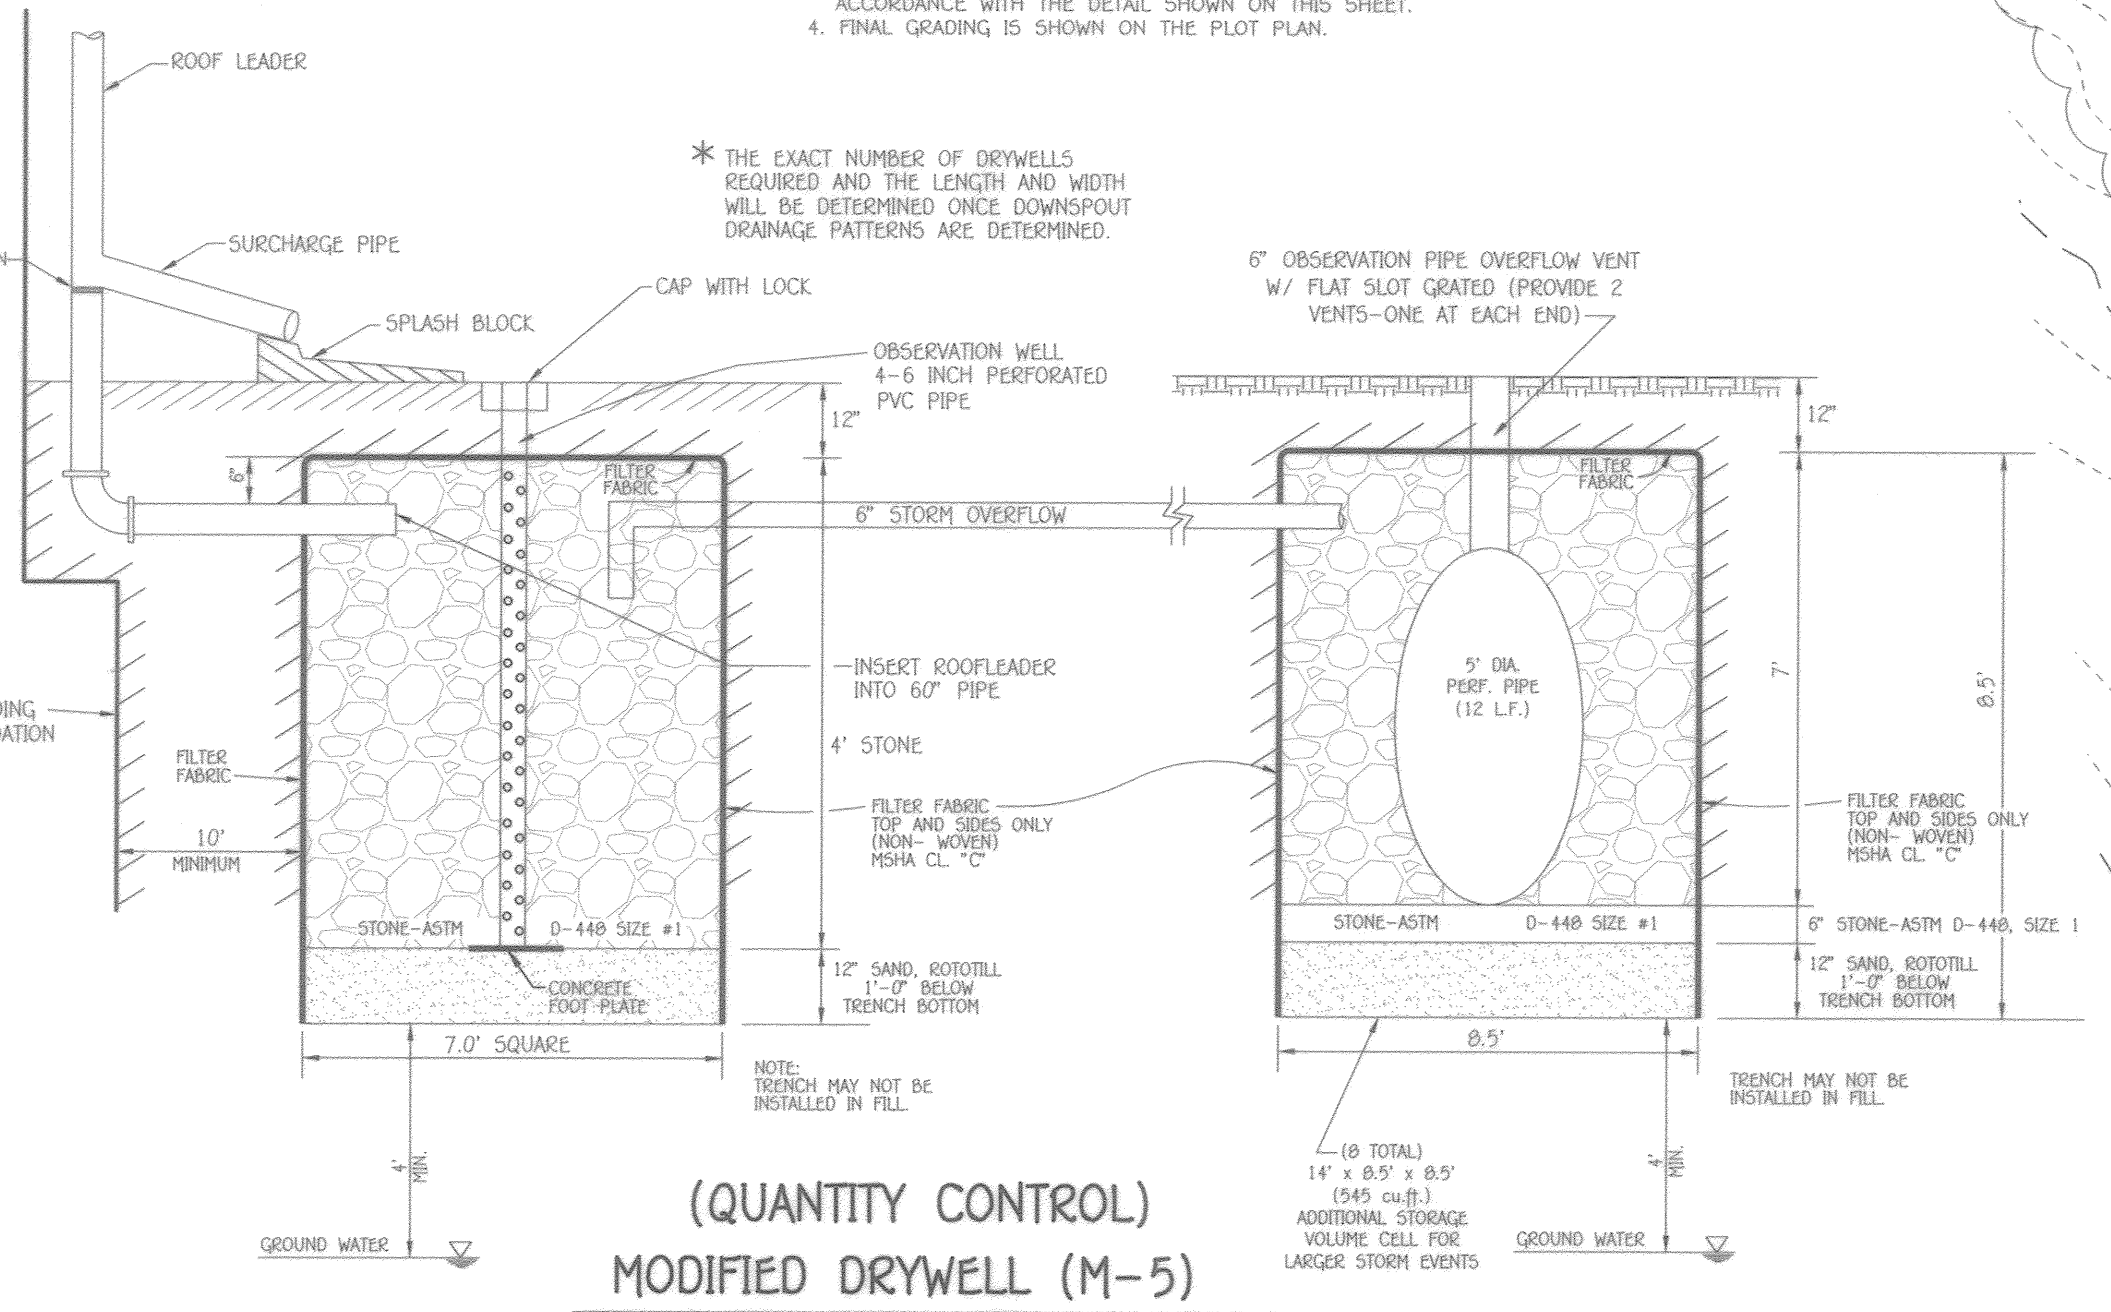 ACCORDANCE WITH THE DETAIL SHOWN ON THIS SHEET.
4. FINAL GRADING IS SHOWN ON THE PLOT PLAN.
ROOF LEADER
* THE EXACT NUMBER OF DRYWELLS
REQUIRED AND THE LENGTH AND WIDTH
WILL BE DETERMINED ONCE DOWNSPOUT
DRAINAGE PATTERNS ARE DETERMINED.
SURCHARGE PIPE
CAP WITH LOCK
SPLASH BLOCK
OBSERVATION WELL
4-6 INCH PERFORATED
PVC PIPE
6" OBSERVATION PIPE OVERFLOW VENT
W/ FLAT SLOT GRATED (PROVIDE 2
VENTS-ONE AT EACH END)
12"
12"
6"
FILTER
FABRIC
FILTER
FABRIC
6" STORM OVERFLOW
INSERT ROOFLEADER
INTO 60" PIPE
5' DIA.
PERF. PIPE
(12 L.F.)
7'
8.5'
DING
DATION
4' STONE
FILTER
FABRIC
FILTER FABRIC
TOP AND SIDES ONLY
(NON- WOVEN)
MSHA CL. "C"
FILTER FABRIC
TOP AND SIDES ONLY
(NON- WOVEN)
MSHA CL. "C"
10'
MINIMUM
STONE-ASTM D-448 SIZE #1
STONE-ASTM D-448 SIZE #1
6" STONE-ASTM D-448, SIZE 1
CONCRETE
FOOT PLATE
12" SAND, ROTOTILL
1'-0" BELOW
TRENCH BOTTOM
12" SAND, ROTOTILL
1'-0" BELOW
TRENCH BOTTOM
7.0' SQUARE
8.5'
NOTE:
TRENCH MAY NOT BE
INSTALLED IN FILL.
TRENCH MAY NOT BE
INSTALLED IN FILL.
4'
MIN.
(8 TOTAL)
14' x 8.5' x 8.5'
(545 cu.ft.)
ADDITIONAL STORAGE
VOLUME CELL FOR
LARGER STORM EVENTS
4'
MIN.
GROUND WATER
GROUND WATER
(QUANTITY CONTROL)
MODIFIED DRYWELL (M-5)